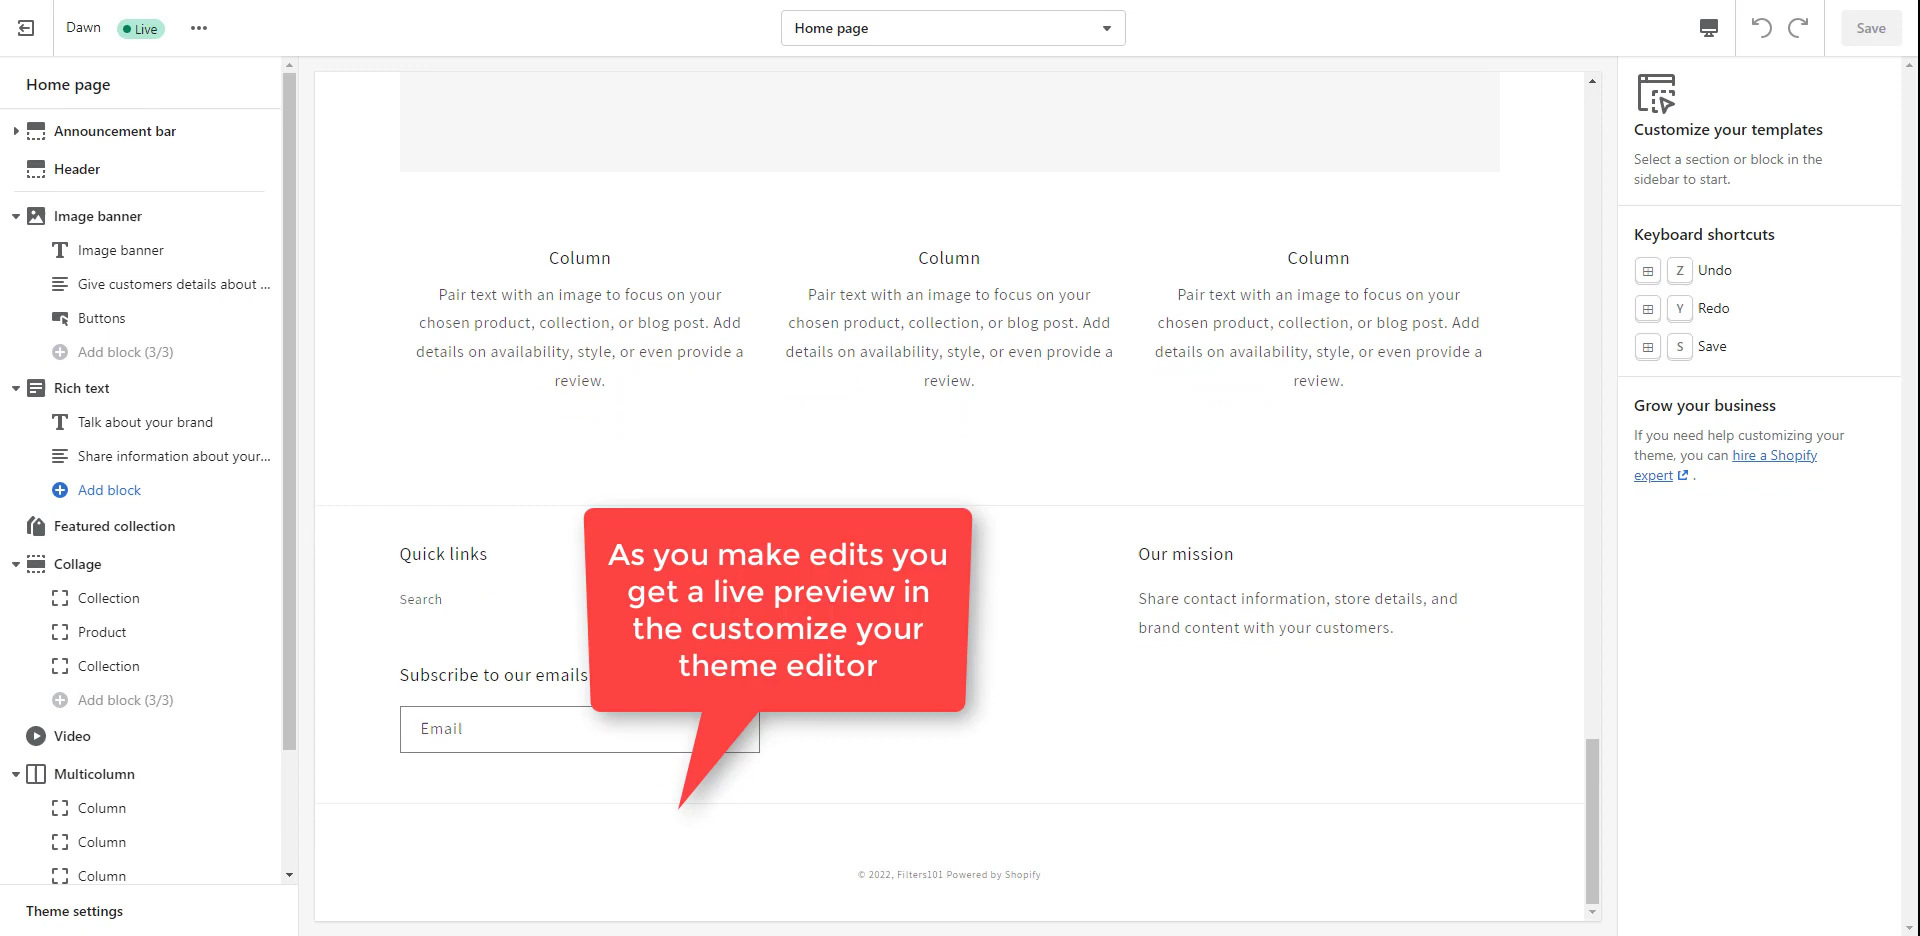 Dawn
Live
Home page
Save
Home page
Announcement bar
Header
Image banner
Image banner
Give customers details about ...
Buttons
Add block (3/3)
Rich text
Talk about your brand
Share information about your...
Add block
Featured collection
Collage
Collection
Product
Collection
Add block (3/3)
Video
Multicolumn
Column
Column
Column
Theme settings
Column
Pair text with an image to focus on your
chosen product, collection, or blog post. Add
details on availability, style, or even provide a
review.
Column
Pair text with an image to focus on your
chosen product, collection, or blog post. Add
details on availability, style, or even provide a
review.
Column
Pair text with an image to focus on your
chosen product, collection, or blog post. Add
details on availability, style, or even provide a
review.
Quick links
Search
As you make edits you
get a live preview in
the customize your
theme editor
Our mission
Share contact information, store details, and
brand content with your customers.
Subscribe to our emails
Email
© 2022, Filters101 Powered by Shopify
Customize your templates
Select a section or block in the
sidebar to start.
Keyboard shortcuts
Z Undo
Y Redo
S Save
Grow your business
If you need help customizing your
theme, you can hire a Shopify
expert .